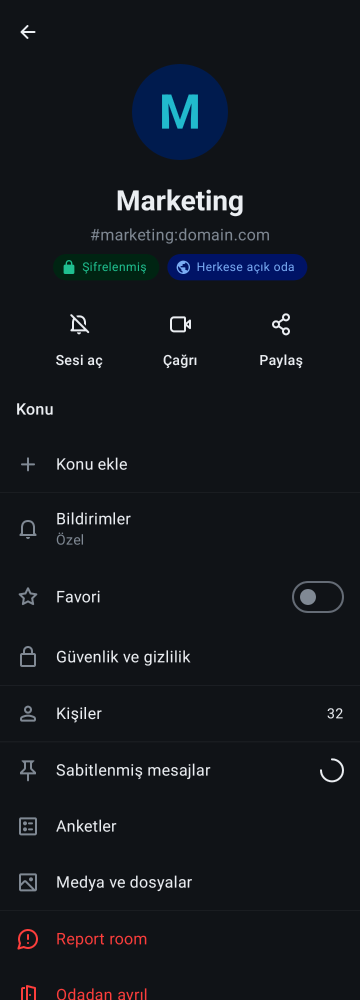 M
Marketing
#marketing:domain.com
Şifrelenmiş
Herkese açık oda
Sesi aç
Çağrı
Paylaş
Konu
Konu ekle
Bildirimler
Özel
Favori
Güvenlik ve gizlilik
Kişiler
32
Sabitlenmiş mesajlar
Anketler
Medya ve dosyalar
Report room
Odadan ayrıl